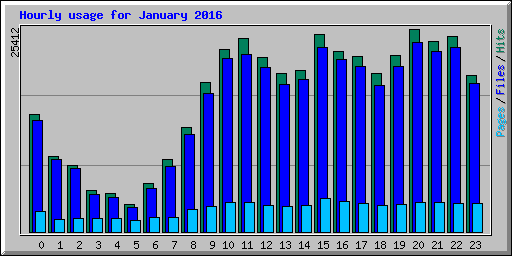 Hourly usage for January 2016
25412
Pages / Files / Hits
0 1 2 3 4 5 6 7 8 9 10 11 12 13 14 15 16 17 18 19 20 21 22 23